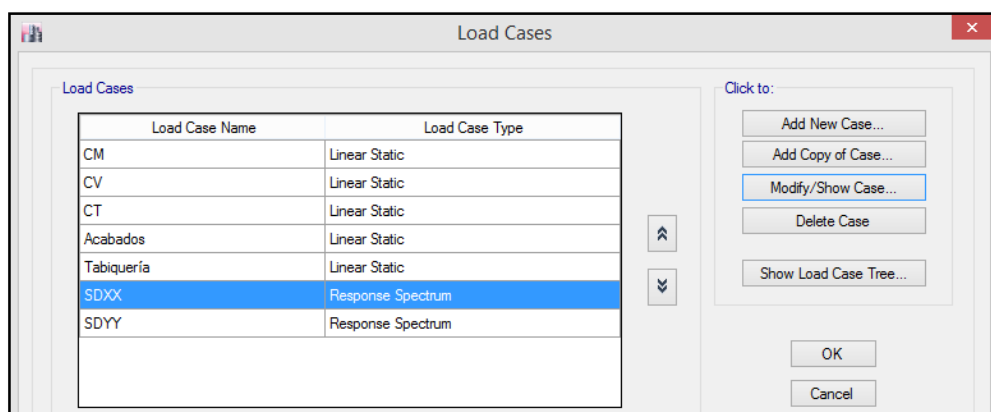 Load Cases
Load Cases
Click to:
Load Case Name Load Case Type
CM Linear Static
CV Linear Static
CT Linear Static
Acabados Linear Static
Tabiquería Linear Static
SDXX Response Spectrum
SDYY Response Spectrum
Add New Case...
Add Copy of Case...
Modify/Show Case...
Delete Case
Show Load Case Tree...
OK
Cancel